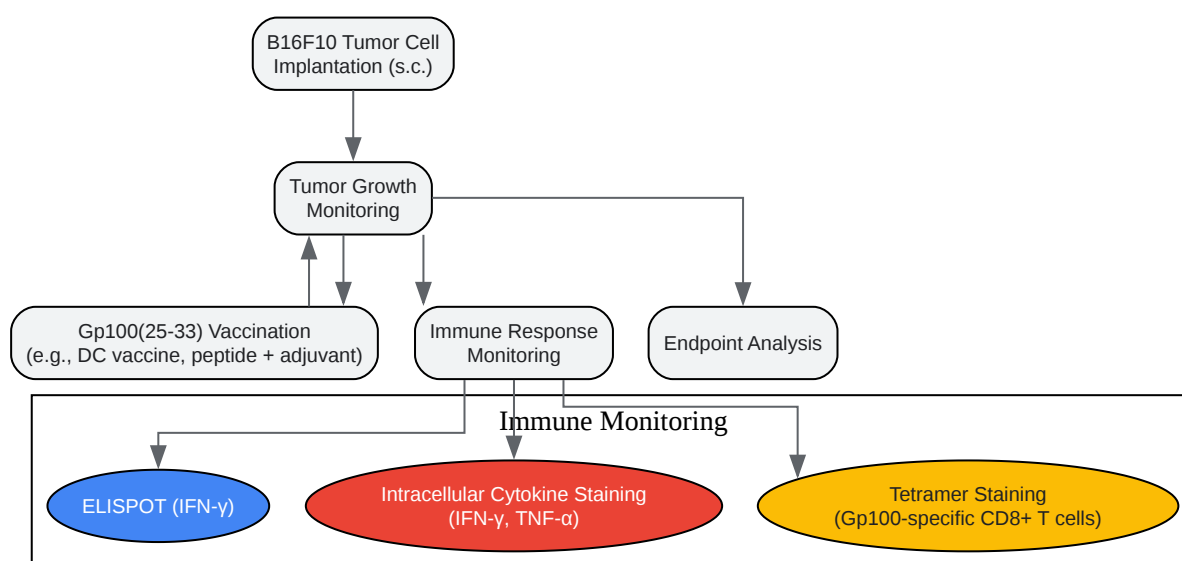 B16F10 Tumor Cell
Implantation (s.c.)
Tumor Growth
Monitoring
Gp100(25-33) Vaccination
(e.g., DC vaccine, peptide + adjuvant)
Immune Response
Monitoring
Endpoint Analysis
Immune Monitoring
ELISPOT (IFN-γ)
Intracellular Cytokine Staining
(IFN-γ, TNF-α)
Tetramer Staining
(Gp100-specific CD8+ T cells)